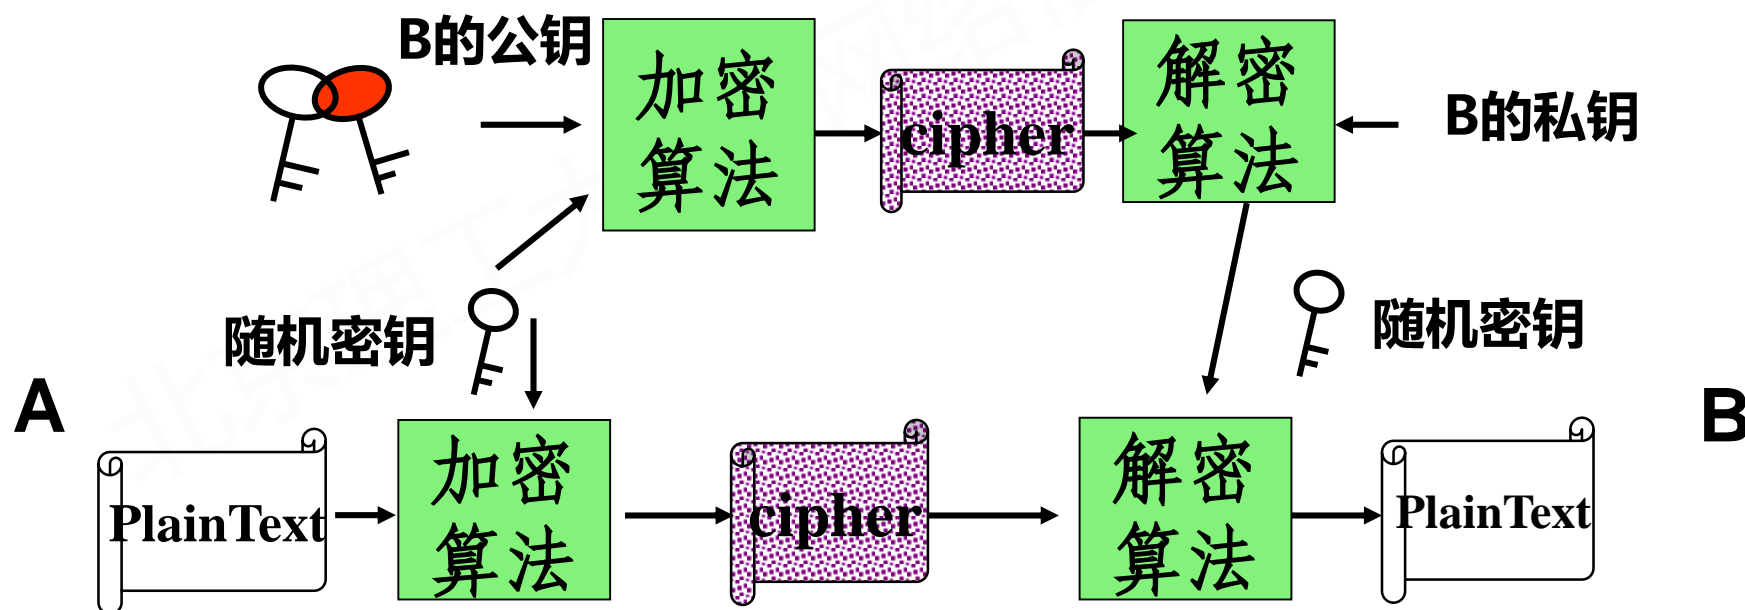 B的公钥
加密
算法
cipher
解密
算法
B的私钥
随机密钥
随机密钥
A
B
PlainText
加密
算法
cipher
解密
算法
PlainText